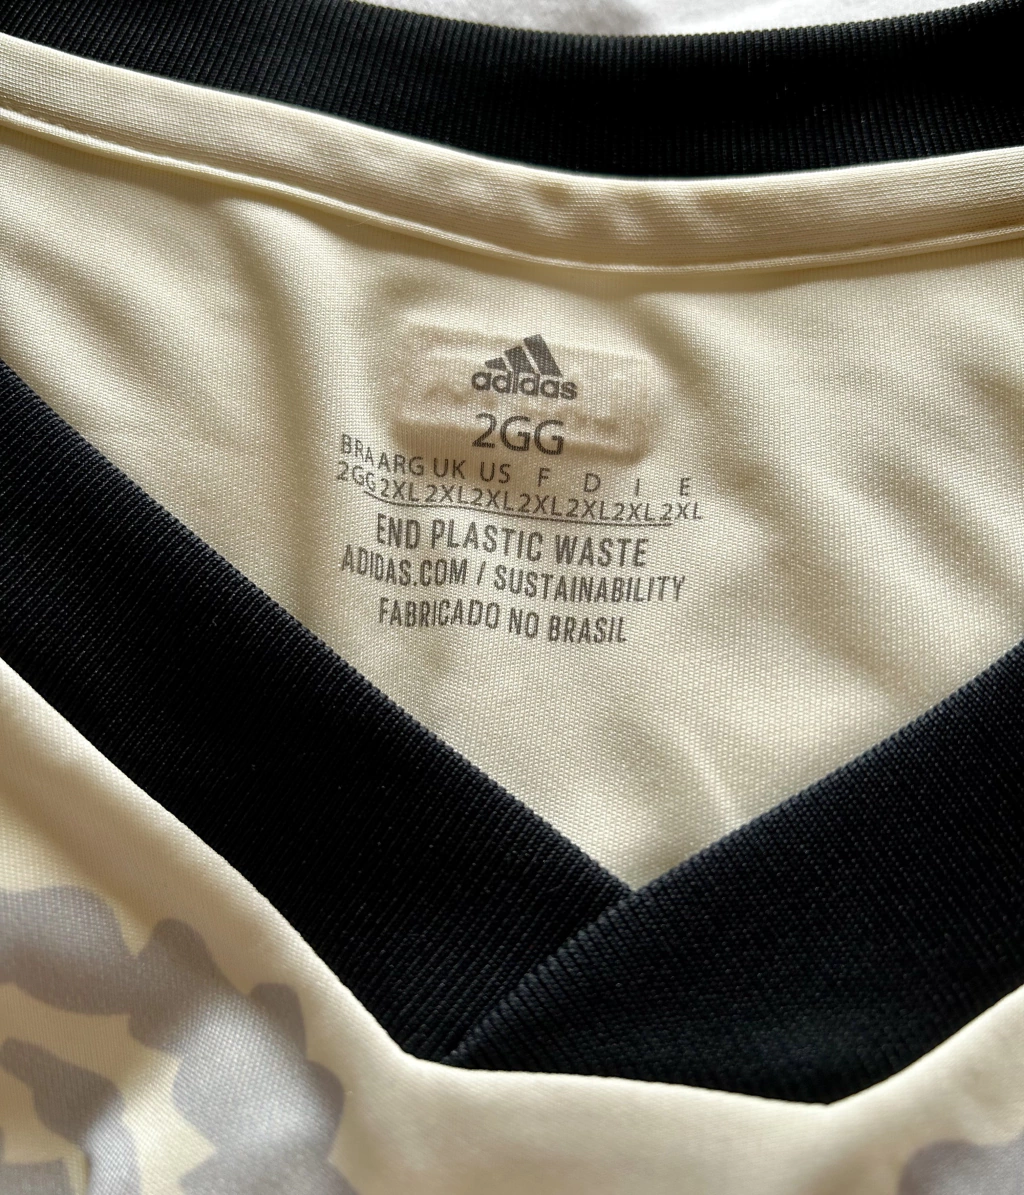 adidas
2GG
BRA ARG UK US F D I E
2GG 2XL 2XL 2XL 2XL 2XL 2XL 2XL
END PLASTIC WASTE
ADIDAS.COM / SUSTAINABILITY
FABRICADO NO BRASIL